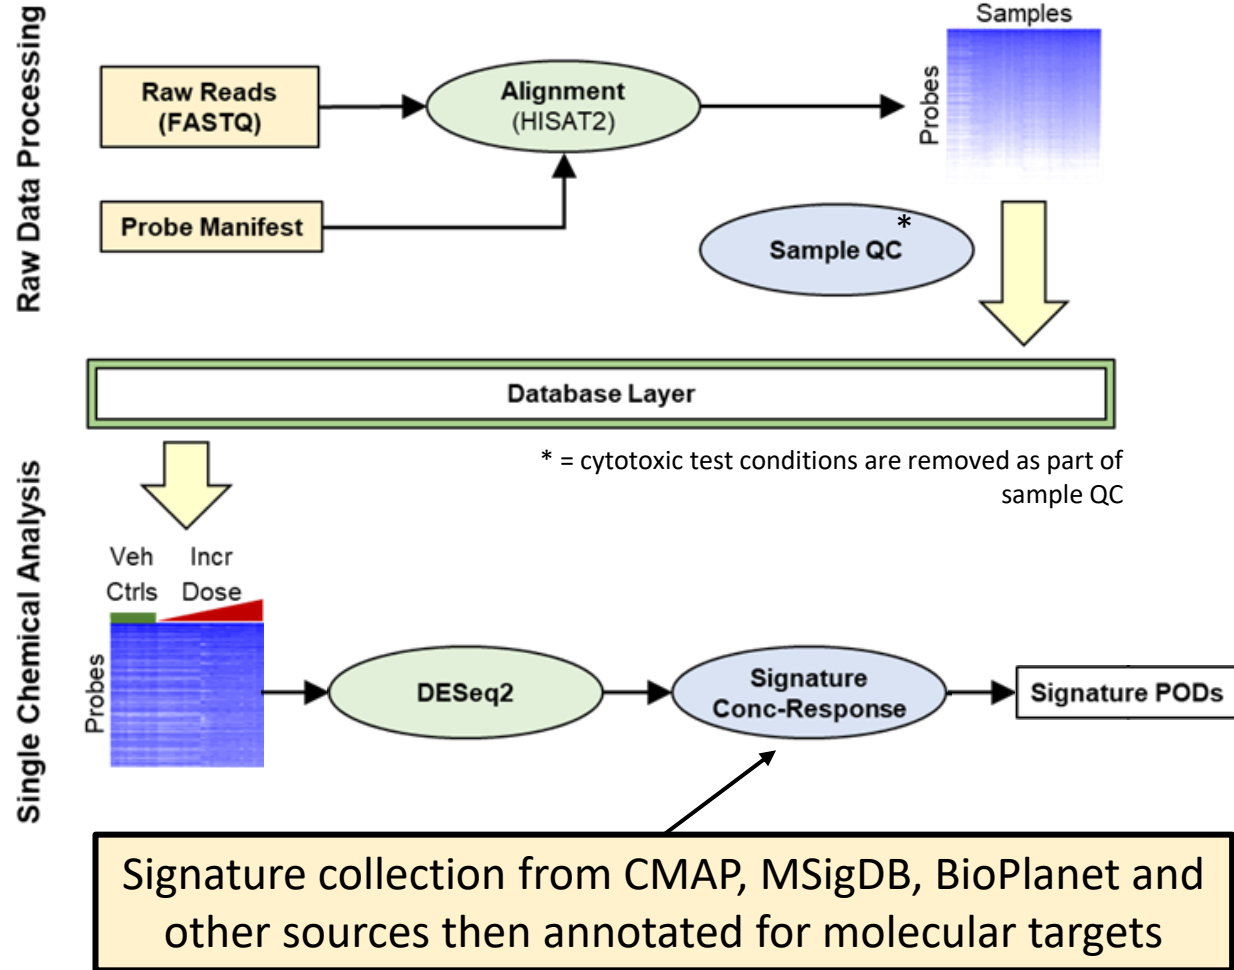 Raw Data Processing
Samples
Probes
Raw Reads
(FASTQ)
Alignment
(HISAT2)
Probe Manifest
Sample QC
*
Database Layer
* = cytotoxic test conditions are removed as part of
sample QC
Single Chemical Analysis
Veh
Ctrls
Incr
Dose
Probes
DESeq2
Signature
Conc-Response
Signature PODs
Signature collection from CMAP, MSigDB, BioPlanet and
other sources then annotated for molecular targets